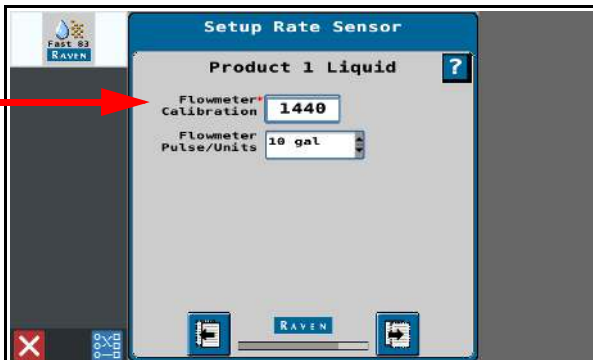 Fast 83
RAVEN
Setup Rate Sensor
Product 1 Liquid
?
Flowmeter*
Calibration
1440
Flowmeter
Pulse/Units
10 gal
RAVEN